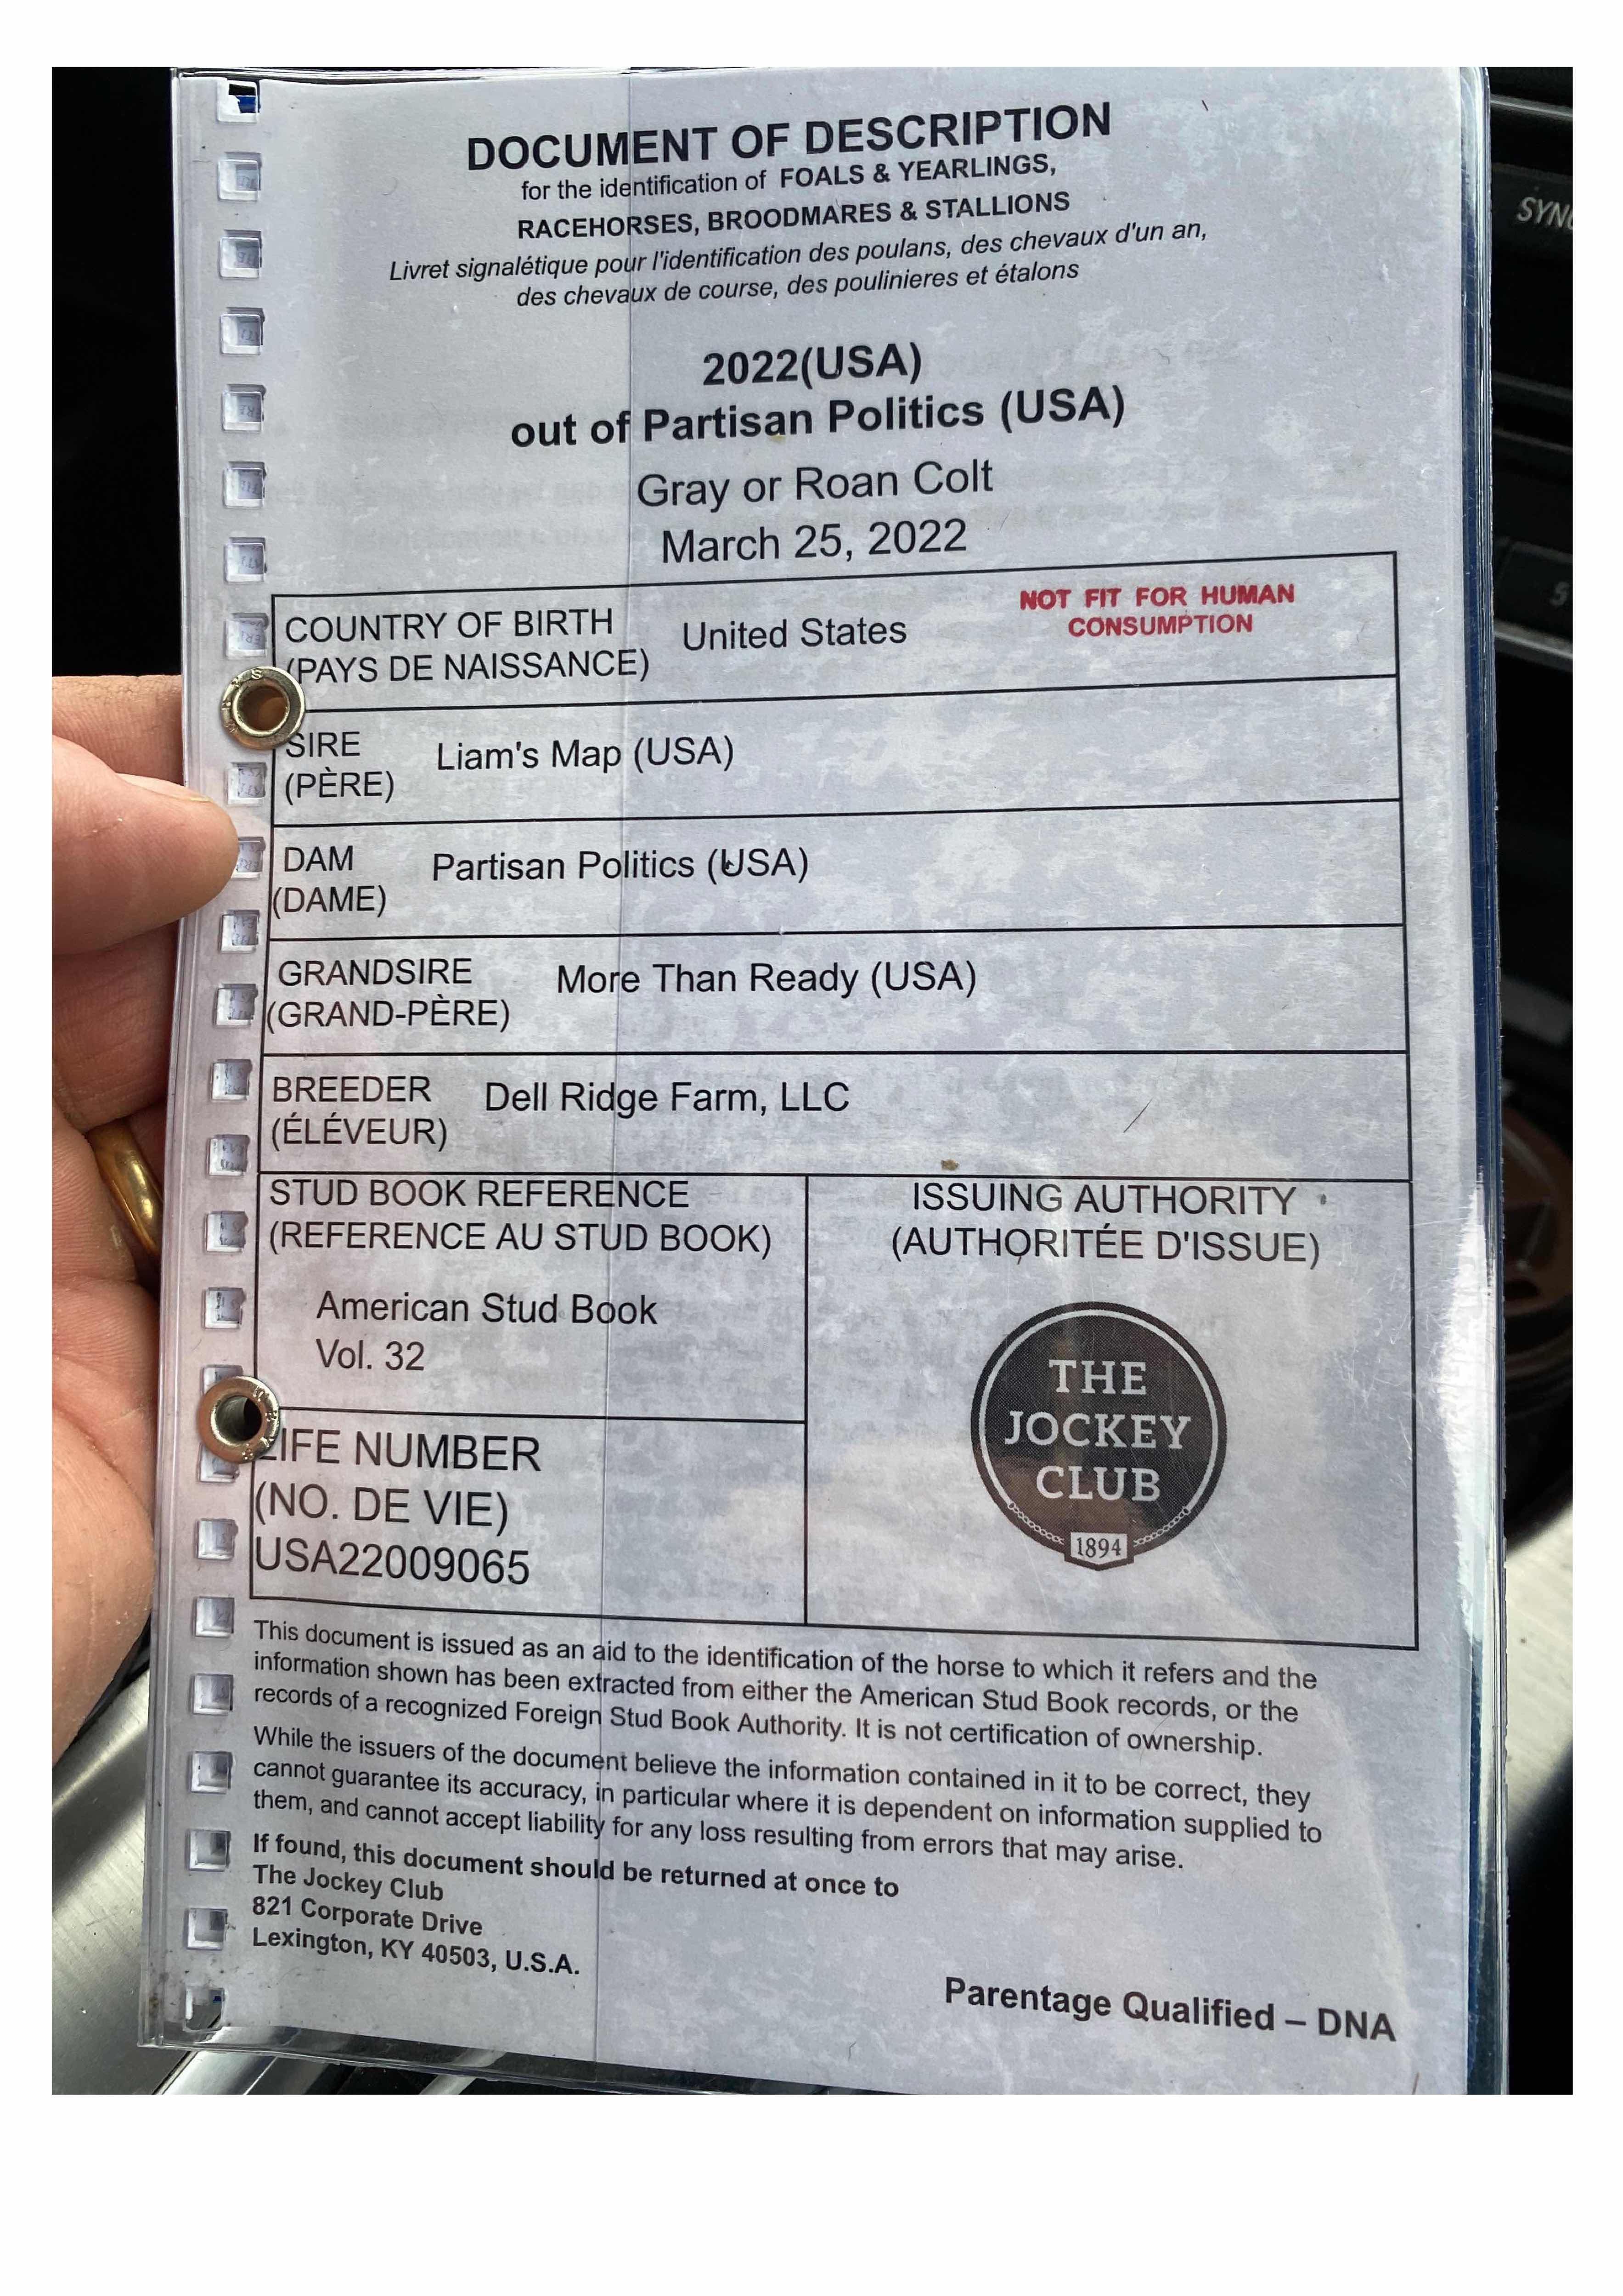 DOCUMENT OF DESCRIPTION
for the identification of FOALS & YEARLINGS,
RACEHORSES, BROODMARES & STALLIONS
Livret signalétique pour l'identification des poulans, des chevaux d'un an,
des chevaux de course, des poulinieres et étalons
2022(USA)
out of Partisan Politics (USA)
Gray or Roan Colt
March 25, 2022
COUNTRY OF BIRTH
(PAYS DE NAISSANCE)
United States
NOT FIT FOR HUMAN
CONSUMPTION
SIRE
(PÈRE)
Liam's Map (USA)
DAM
(DAME)
Partisan Politics (USA)
GRANDSIRE
(GRAND-PÈRE)
More Than Ready (USA)
BREEDER
(ÉLÉVEUR)
Dell Ridge Farm, LLC
STUD BOOK REFERENCE
(REFERENCE AU STUD BOOK)
American Stud Book
Vol. 32
ISSUING AUTHORITY
(AUTHORITÉE D'ISSUE)
THE
JOCKEY
CLUB
1894
LIFE NUMBER
(NO. DE VIE)
USA22009065
This document is issued as an aid to the identification of the horse to which it refers and the
information shown has been extracted from either the American Stud Book records, or the
records of a recognized Foreign Stud Book Authority. It is not certification of ownership.
While the issuers of the document believe the information contained in it to be correct, they
cannot guarantee its accuracy, in particular where it is dependent on information supplied to
them, and cannot accept liability for any loss resulting from errors that may arise.
If found, this document should be returned at once to
The Jockey Club
821 Corporate Drive
Lexington, KY 40503, U.S.A.
Parentage Qualified – DNA